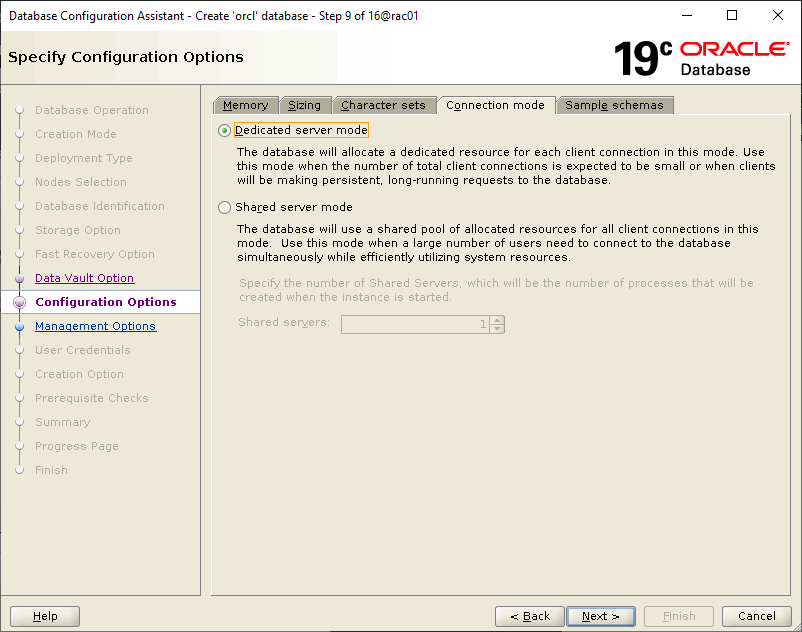 Database Configuration Assistant - Create 'orcl' database - Step 9 of 16@rac01
Specify Configuration Options
19c ORACLE
Database
Database Operation
Creation Mode
Deployment Type
Nodes Selection
Database Identification
Storage Option
Fast Recovery Option
Data Vault Option
Configuration Options
Management Options
User Credentials
Creation Option
Prerequisite Checks
Summary
Progress Page
Finish
Memory Sizing Character sets Connection mode Sample schemas
Dedicated server mode
The database will allocate a dedicated resource for each client connection in this mode. Use
this mode when the number of total client connections is expected to be small or when clients
will be making persistent, long-running requests to the database.
Shared server mode
The database will use a shared pool of allocated resources for all client connections in this
mode.  Use this mode when a large number of users need to connect to the database
simultaneously while efficiently utilizing system resources.
Specify the number of Shared Servers, which will be the number of processes that will be
created when the instance is started.
Shared servers: 1
Help < Back Next > Finish Cancel